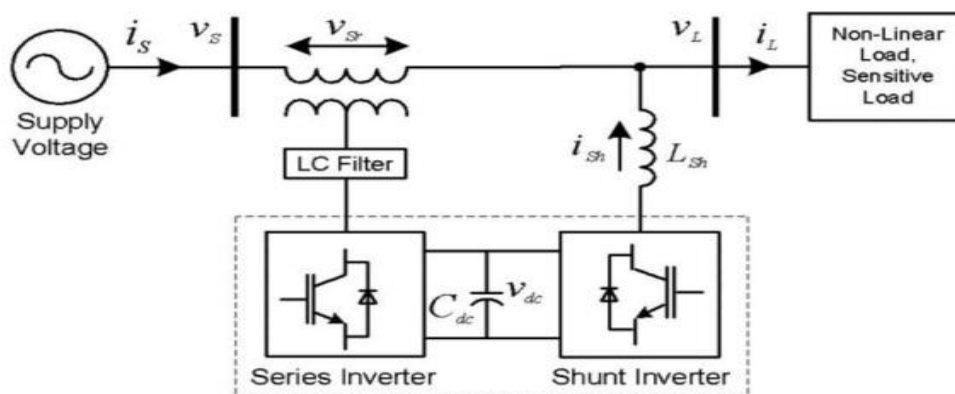 i_S
v_S
v_Sr
v_L
i_L
Non-Linear
Load,
Sensitive
Load
Supply
Voltage
LC Filter
i_Sh
L_Sh
C_dc
v_dc
Series Inverter
Shunt Inverter